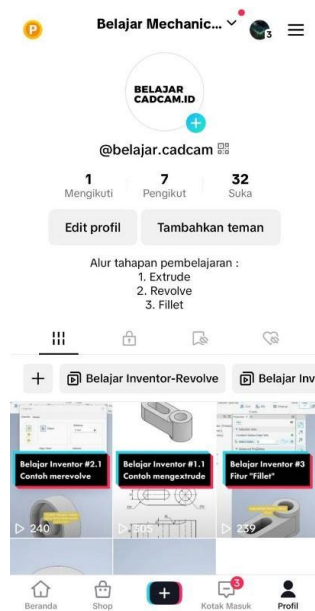 P
Belajar Mechanic...
3
BELAJAR
CADCAM.ID
@belajar.cadcam
1
Mengikuti
7
Pengikut
32
Suka
Edit profil
Tambahkan teman
Alur tahapan pembelajaran :
1. Extrude
2. Revolve
3. Fillet
Belajar Inventor-Revolve
Belajar Inv
Belajar Inventor #2.1
Contoh merevolve
240
Belajar Inventor #1.1
Contoh mengextrude
305
Belajar Inventor #3
Fitur "Fillet"
239
Beranda
Shop
3
Kotak Masuk
Profil